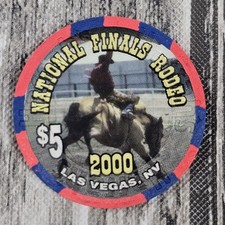 NATIONAL FINALS RODEO
$5
2000
LAS VEGAS, NV